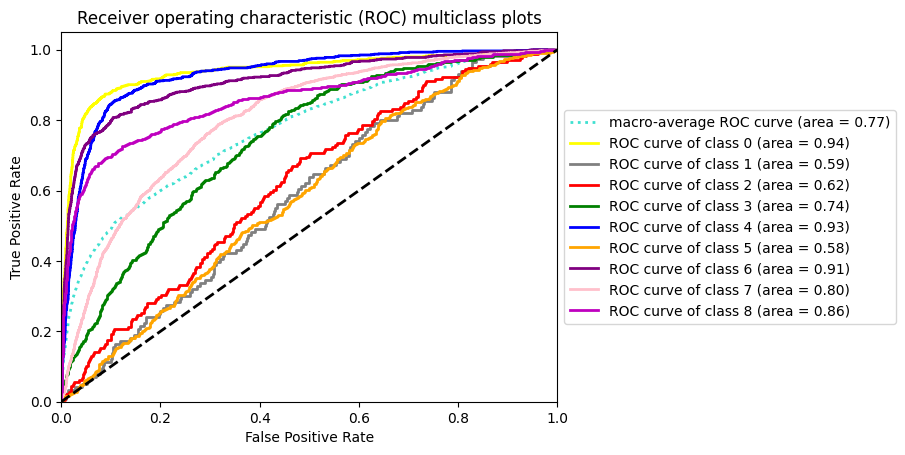 Receiver operating characteristic (ROC) multiclass plots
True Positive Rate
1.0
0.8
0.6
0.4
0.2
0.0
0.0 0.2 0.4 0.6 0.8 1.0
False Positive Rate
macro-average ROC curve (area = 0.77)
ROC curve of class 0 (area = 0.94)
ROC curve of class 1 (area = 0.59)
ROC curve of class 2 (area = 0.62)
ROC curve of class 3 (area = 0.74)
ROC curve of class 4 (area = 0.93)
ROC curve of class 5 (area = 0.58)
ROC curve of class 6 (area = 0.91)
ROC curve of class 7 (area = 0.80)
ROC curve of class 8 (area = 0.86)